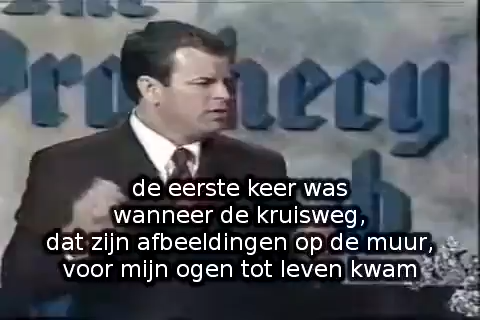 Prophecy
de eerste keer was
wanneer de kruisweg,
dat zijn afbeeldingen op de muur,
voor mijn ogen tot leven kwam